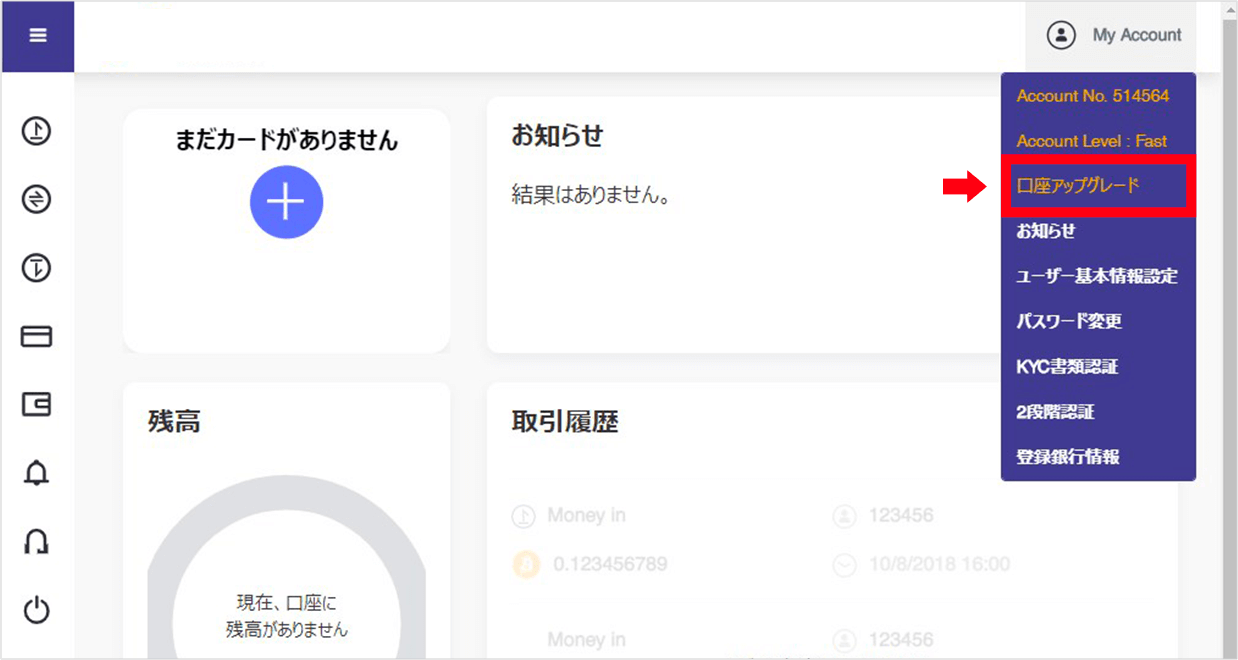 My Account
Account No. 514564
Account Level : Fast
口座アップグレード
お知らせ
ユーザー基本情報設定
パスワード変更
KYC書類認証
2段階認証
登録銀行情報
まだカードがありません
お知らせ
結果はありません。
残高
現在、口座に
残高がありません
取引履歴
Money in
123456
0.123456789
10/8/2018 16:00
Money in
123456